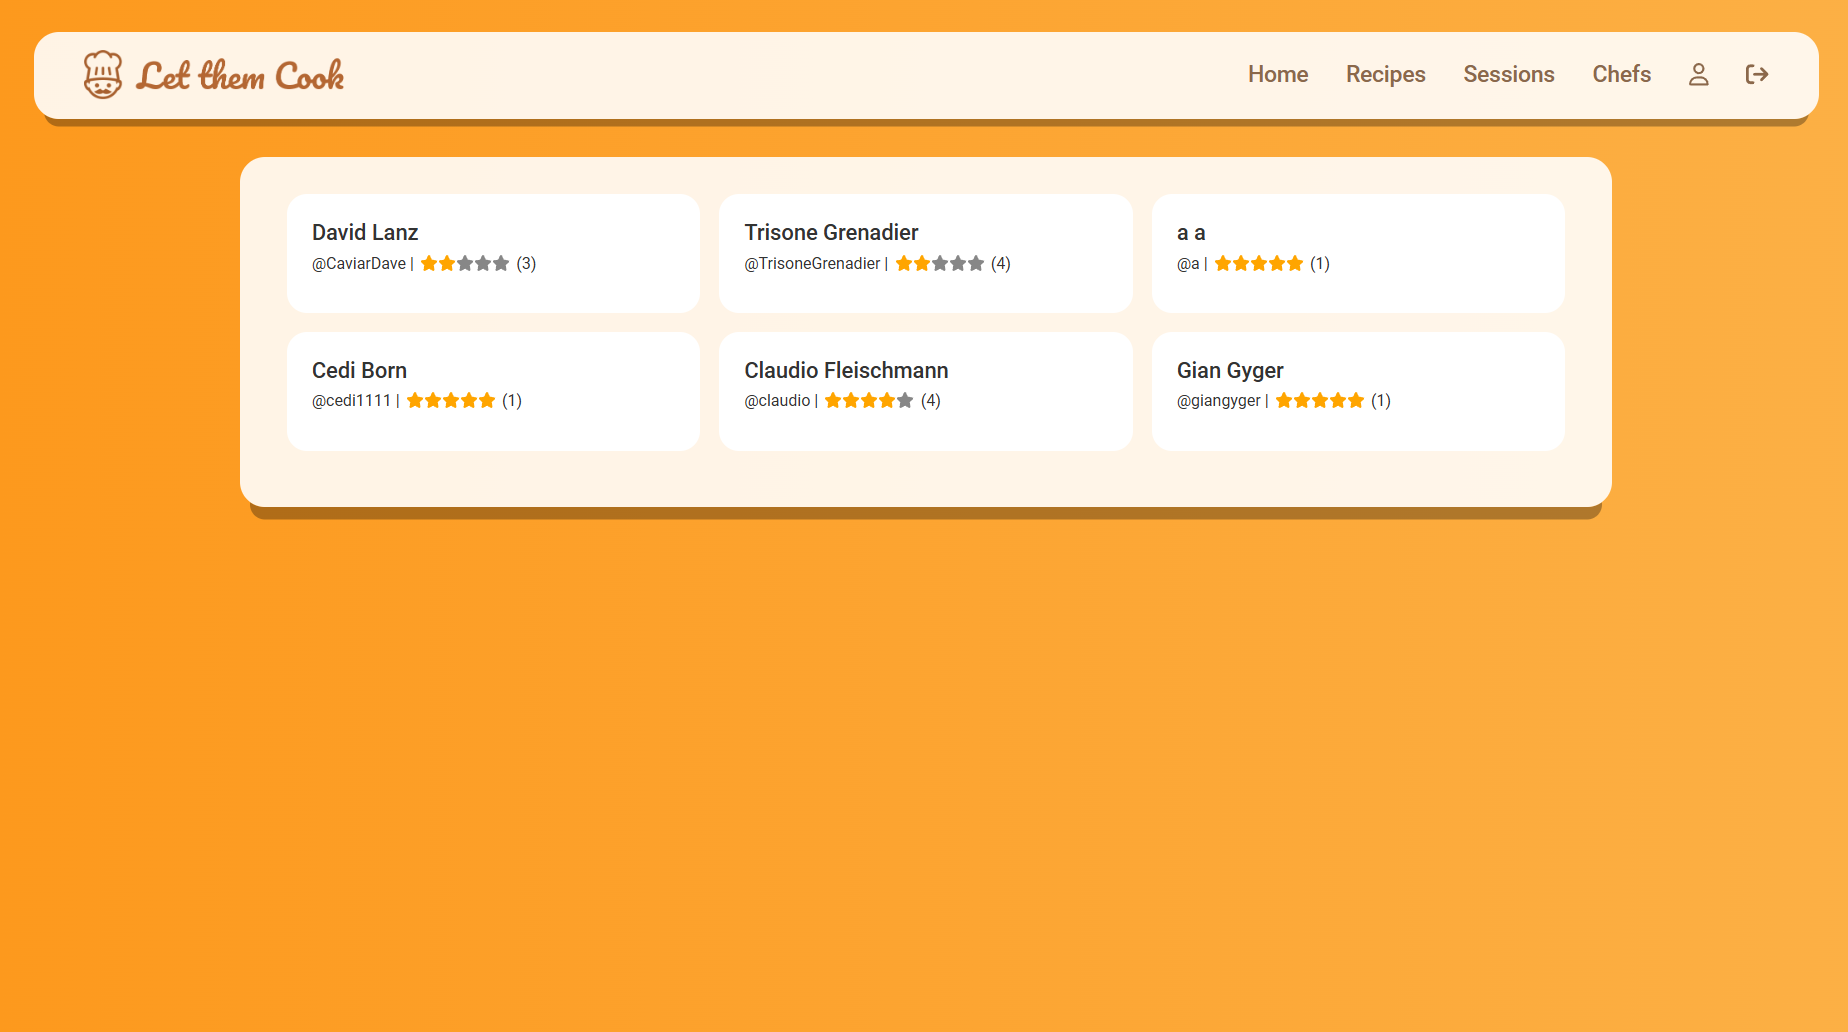 Let them Cook
Home Recipes Sessions Chefs
David Lanz
@CaviarDave | (3)
Trisone Grenadier
@TrisoneGrenadier | (4)
a a
@a | (1)
Cedi Born
@cedi1111 | (1)
Claudio Fleischmann
@claudio | (4)
Gian Gyger
@giangyger | (1)